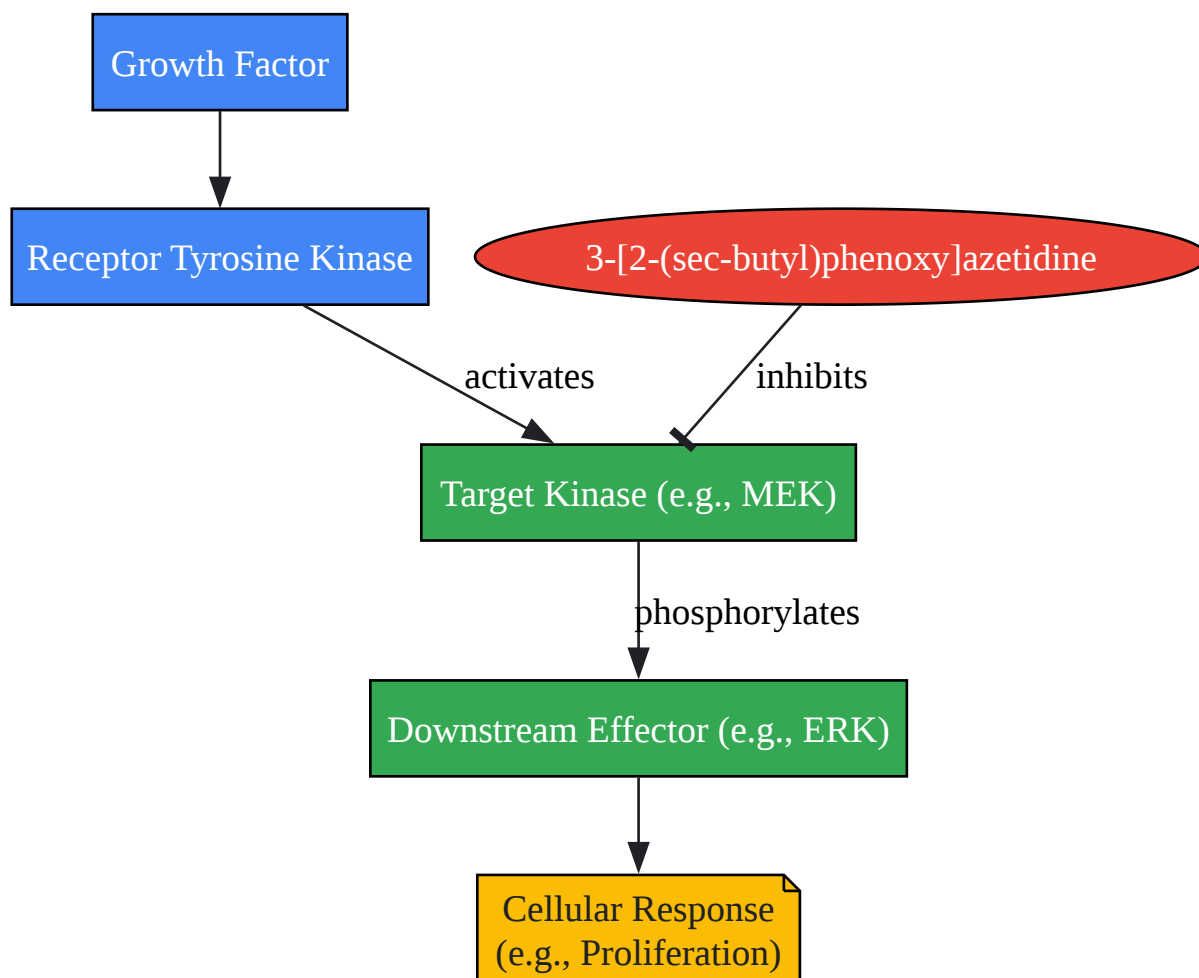 Growth Factor
Receptor Tyrosine Kinase
3-[2-(sec-butyl)phenoxy]azetidine
activates
inhibits
Target Kinase (e.g., MEK)
phosphorylates
Downstream Effector (e.g., ERK)
Cellular Response
(e.g., Proliferation)